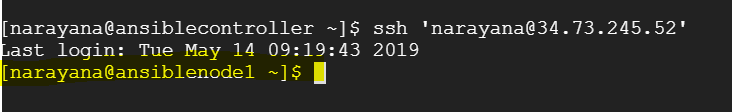 [narayana@ansiblecontroller ~]$ ssh 'narayana@34.73.245.52'
Last login: Tue May 14 09:19:43 2019
[narayana@ansiblenode1 ~]$